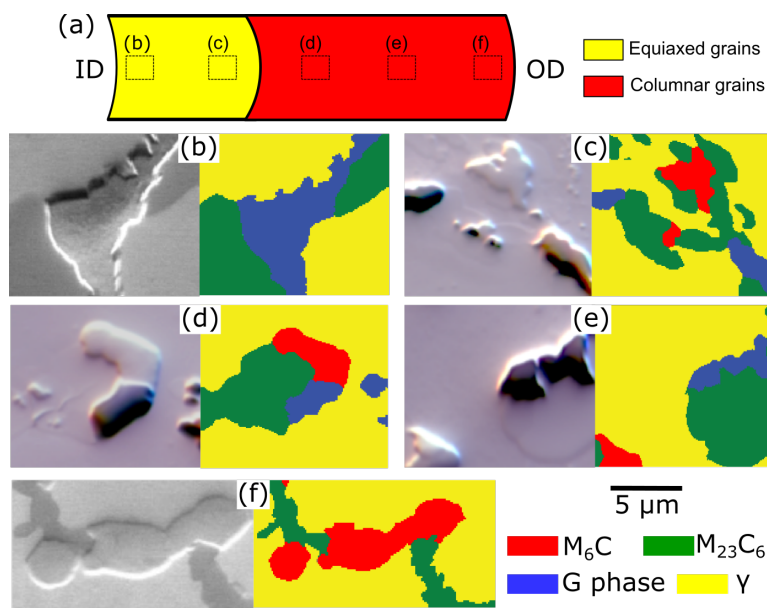 (a)
(b) (c) (d) (e) (f)
ID OD
Equiaxed grains
Columnar grains
(b) (c)
(d) (e)
(f)
5 μm
M₆C M₂₃C₆
G phase γ